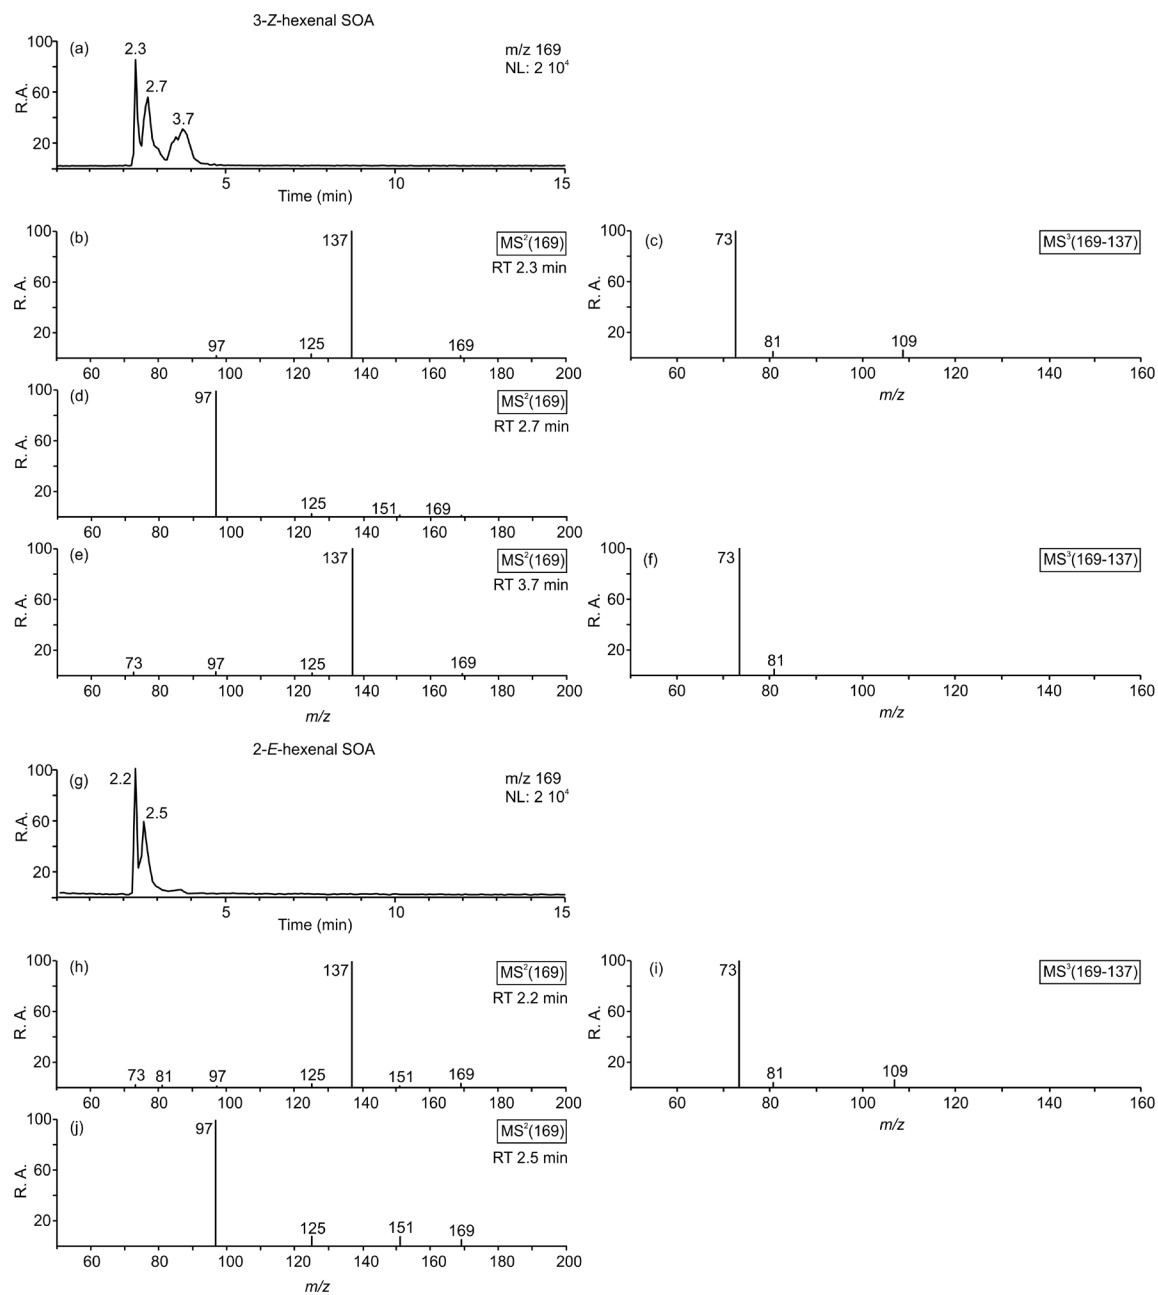 3-Z-hexenal SOA
(a)
m/z 169
NL: 2 10⁴
R.A.
100
60
20
2.3
2.7
3.7
5 10 15
Time (min)
(b)
MS²(169)
RT 2.3 min
R. A.
100
60
20
97 125 137 169
60 80 100 120 140 160 180 200
(c)
MS³(169-137)
R. A.
100
60
20
73 81 109
60 80 100 120 140 160
m/z
(d)
MS²(169)
RT 2.7 min
R. A.
100
60
20
97 125 151 169
60 80 100 120 140 160 180 200
(e)
MS²(169)
RT 3.7 min
R. A.
100
60
20
73 97 125 137 169
60 80 100 120 140 160 180 200
m/z
(f)
MS³(169-137)
R. A.
100
60
20
73 81
60 80 100 120 140 160
m/z
2-E-hexenal SOA
(g)
m/z 169
NL: 2 10⁴
R.A.
100
60
20
2.2
2.5
5 10 15
Time (min)
(h)
MS²(169)
RT 2.2 min
R. A.
100
60
20
73 81 97 125 137 151 169
60 80 100 120 140 160 180 200
(i)
MS³(169-137)
R. A.
100
60
20
73 81 109
60 80 100 120 140 160
m/z
(j)
MS²(169)
RT 2.5 min
R. A.
100
60
20
97 125 151 169
60 80 100 120 140 160 180 200
m/z